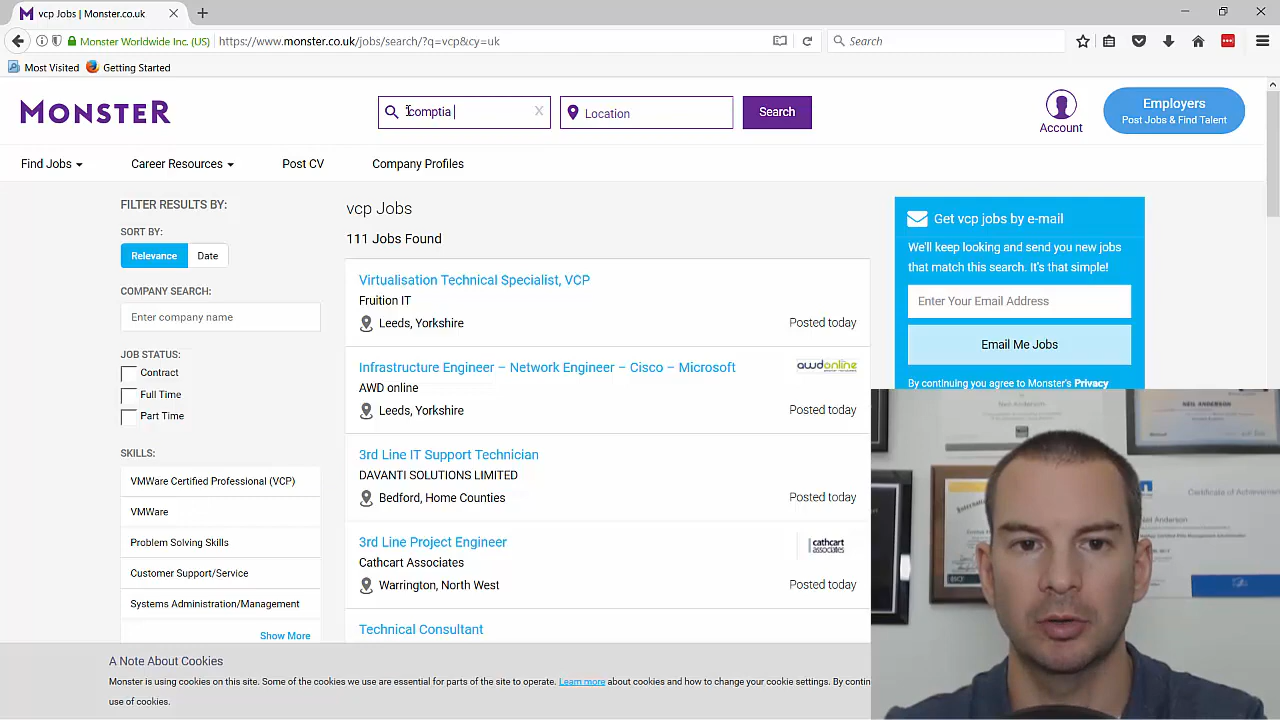 vcp Jobs | Monster.co.uk
Monster Worldwide Inc. (US)
https://www.monster.co.uk/jobs/search/?q=vcp&cy=uk
Search
Most Visited
Getting Started
MONSTER
comptia
Location
Search
Account
Employers
Post Jobs & Find Talent
Find Jobs
Career Resources
Post CV
Company Profiles
FILTER RESULTS BY:
SORT BY:
Relevance
Date
COMPANY SEARCH:
Enter company name
JOB STATUS:
Contract
Full Time
Part Time
SKILLS:
VMWare Certified Professional (VCP)
VMWare
Problem Solving Skills
Customer Support/Service
Systems Administration/Management
Show More
vcp Jobs
111 Jobs Found
Virtualisation Technical Specialist, VCP
Fruition IT
Leeds, Yorkshire
Posted today
Infrastructure Engineer – Network Engineer – Cisco – Microsoft
AWD online
awdonline
Leeds, Yorkshire
Posted today
3rd Line IT Support Technician
DAVANTI SOLUTIONS LIMITED
Bedford, Home Counties
Posted today
3rd Line Project Engineer
Cathcart Associates
cathcart
associates
Warrington, North West
Posted today
Technical Consultant
Get vcp jobs by e-mail
We'll keep looking and send you new jobs
that match this search. It's that simple!
Enter Your Email Address
Email Me Jobs
By continuing you agree to Monster's Privacy
A Note About Cookies
Monster is using cookies on this site. Some of the cookies we use are essential for parts of the site to operate. Learn more about cookies and how to change your cookie settings. By contin
use of cookies.
NEIL ANDERSON
Certificate of Achieveme
Neil Anderson